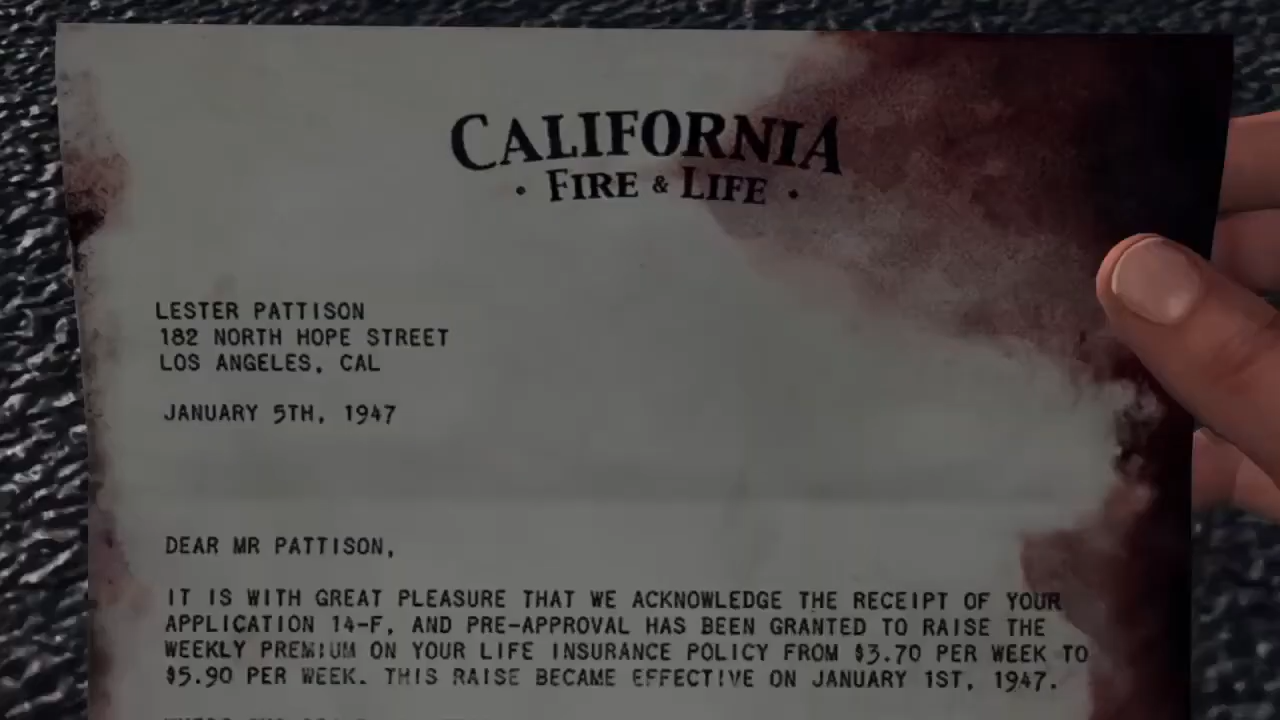 CALIFORNIA
• FIRE & LIFE •
LESTER PATTISON
182 NORTH HOPE STREET
LOS ANGELES, CAL
JANUARY 5TH, 1947
DEAR MR PATTISON,
IT IS WITH GREAT PLEASURE THAT WE ACKNOWLEDGE THE RECEIPT OF YOUR
APPLICATION 14-F, AND PRE-APPROVAL HAS BEEN GRANTED TO RAISE THE
WEEKLY PREMIUM ON YOUR LIFE INSURANCE POLICY FROM $3.70 PER WEEK TO
$5.90 PER WEEK. THIS RAISE BECAME EFFECTIVE ON JANUARY 1ST, 1947.